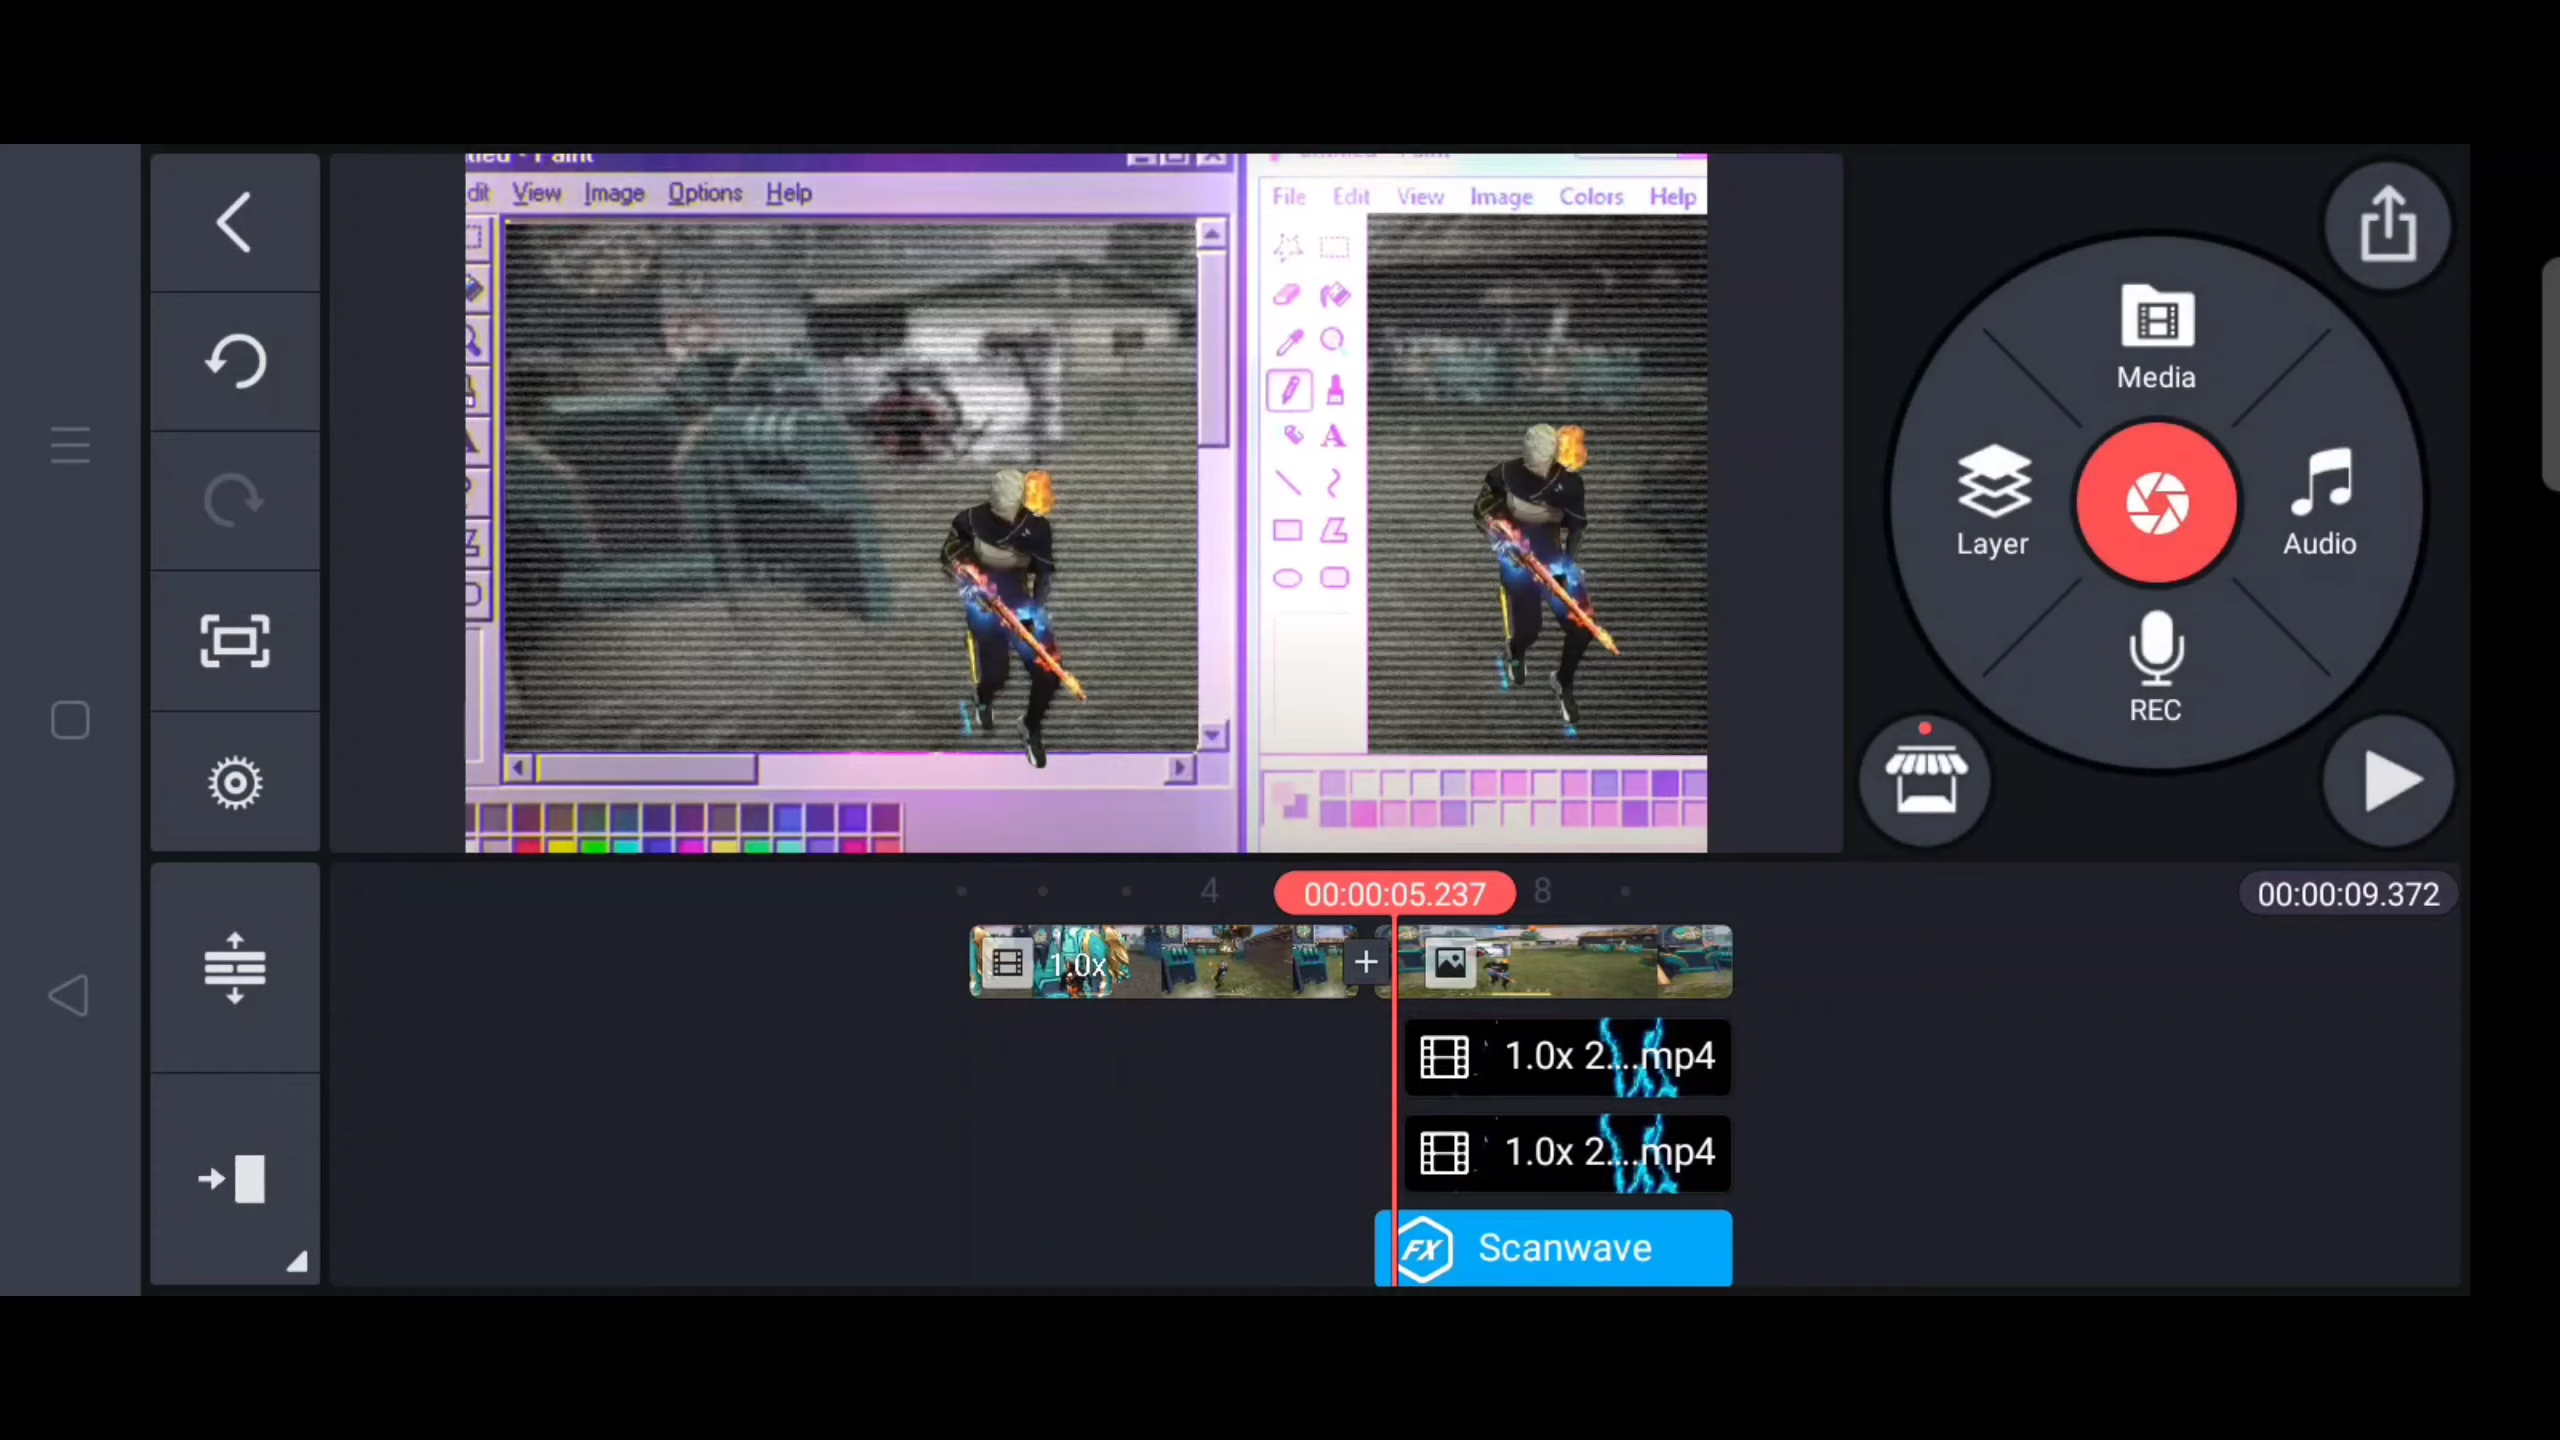 View Image Options Help
File Edit View Image Colors Help
Media
Layer
Audio
REC
4
00:00:05.237
8
00:00:09.372
1.0x
1.0x 2....mp4
1.0x 2....mp4
FX Scanwave